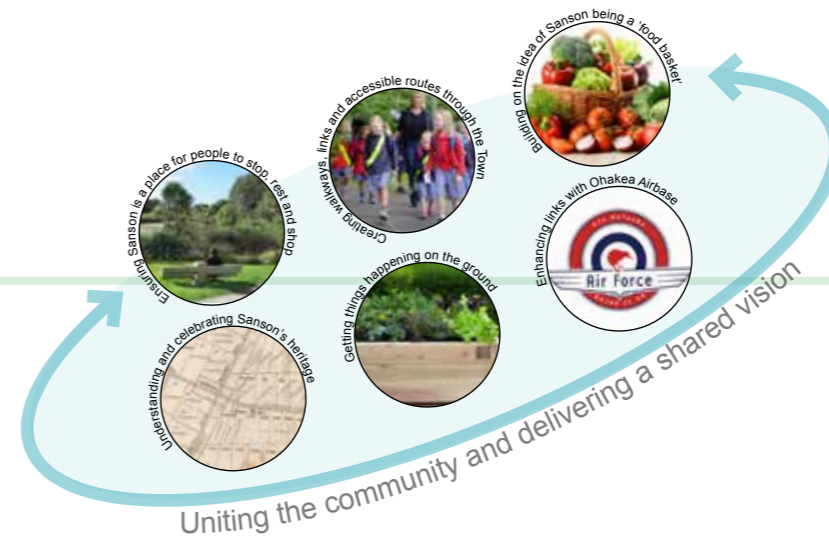 Building on the idea of Sanson being a 'food basket'
Creating walkways, links and accessible routes through the Town
Ensuring Sanson is a place for people to stop, rest and shop
Enhancing links with Ohakea Airbase
Air Force
Getting things happening on the ground
Understanding and celebrating Sanson's heritage
Uniting the community and delivering a shared vision